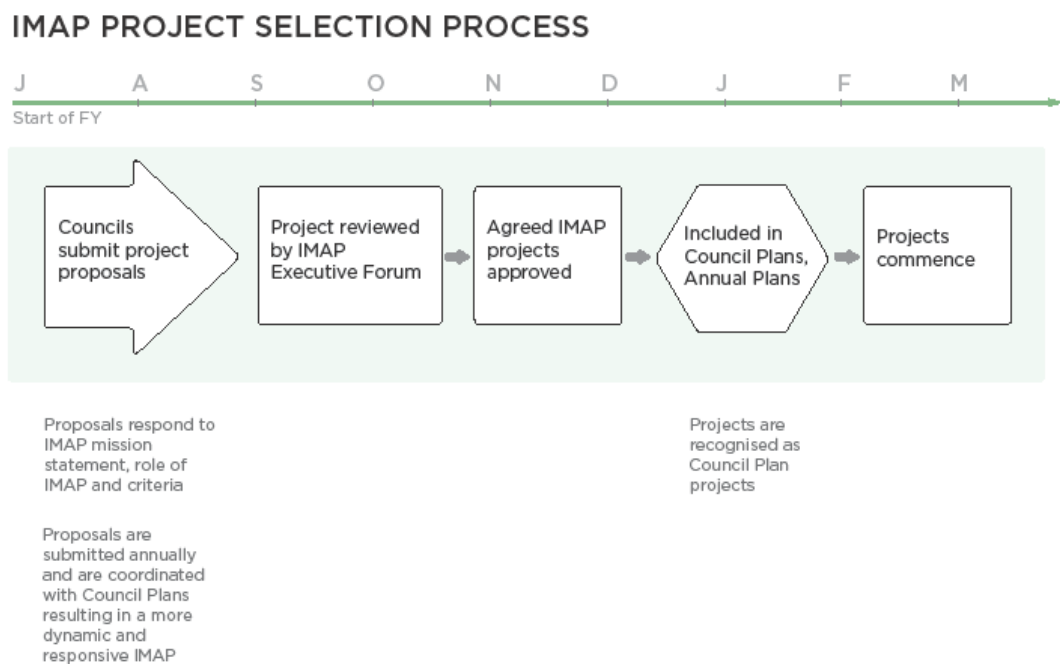 IMAP PROJECT SELECTION PROCESS
J A S O N D J F M
Start of FY
Councils
submit project
proposals
Project reviewed
by IMAP
Executive Forum
Agreed IMAP
projects
approved
Included in
Council Plans,
Annual Plans
Projects
commence
Proposals respond to
IMAP mission
statement, role of
IMAP and criteria
Proposals are
submitted annually
and are coordinated
with Council Plans
resulting in a more
dynamic and
responsive IMAP
Projects are
recognised as
Council Plan
projects